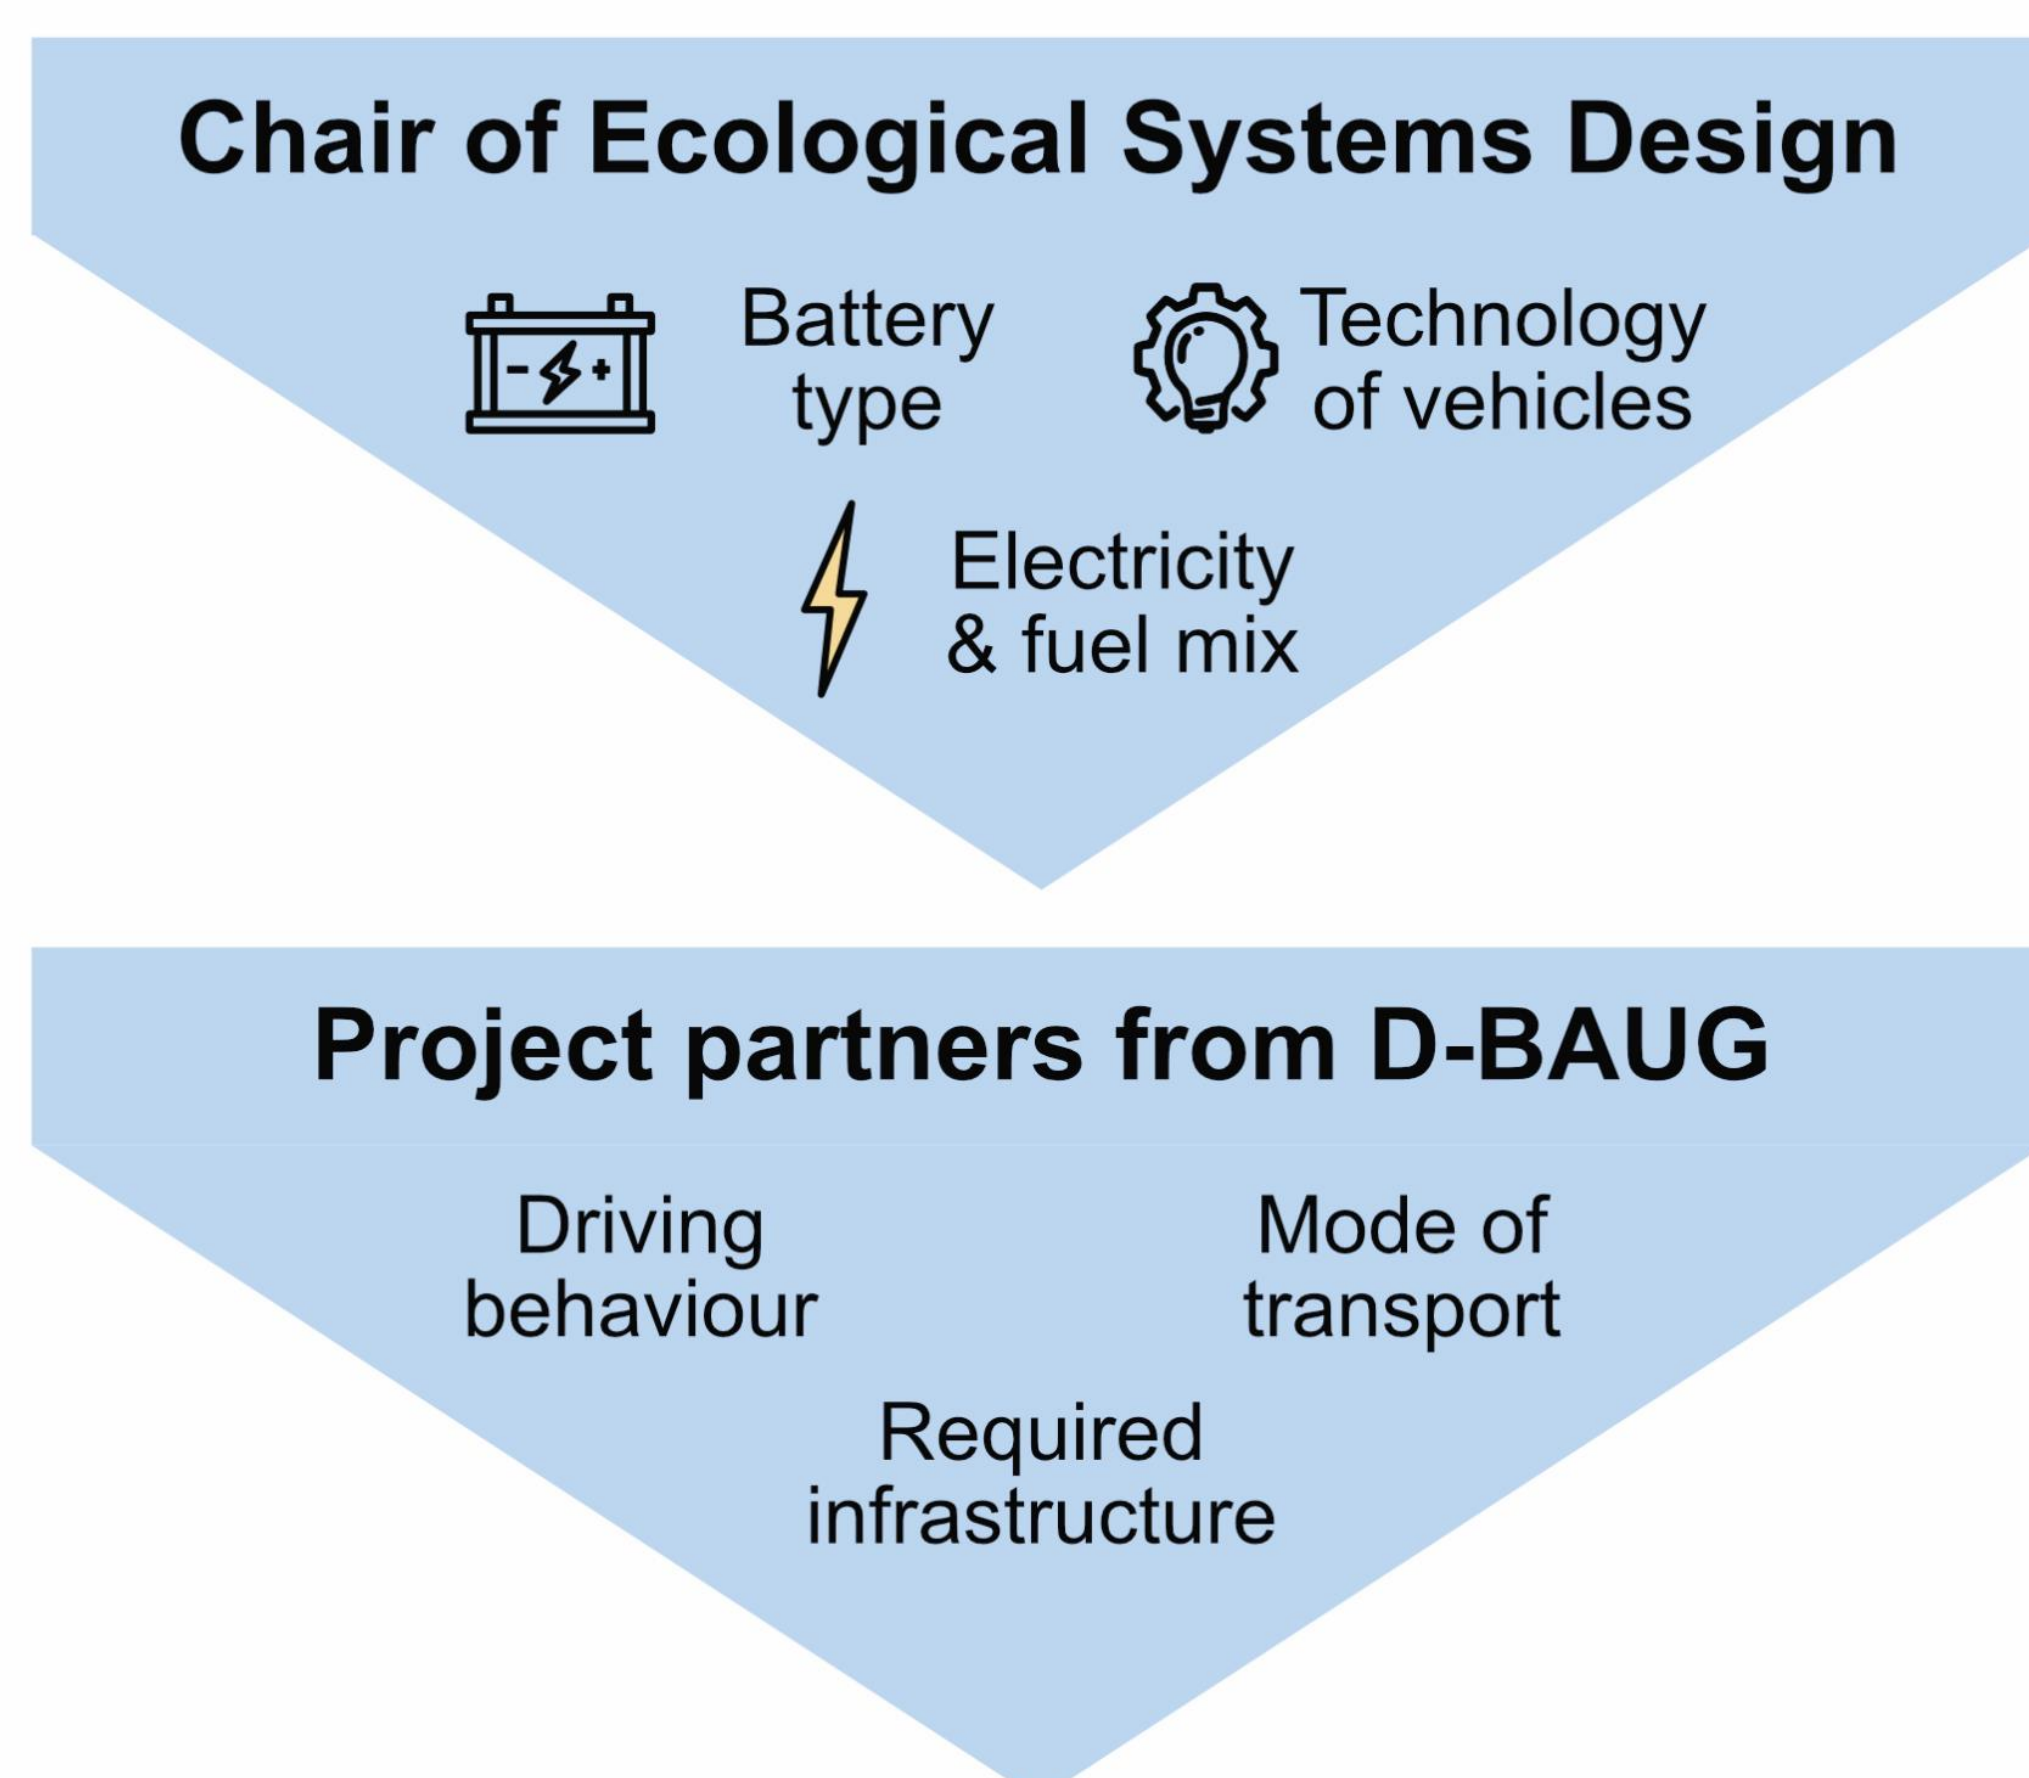 Chair of Ecological Systems Design
Battery
type
Technology
of vehicles
Electricity
& fuel mix
Project partners from D-BAUG
Driving
behaviour
Mode of
transport
Required
infrastructure